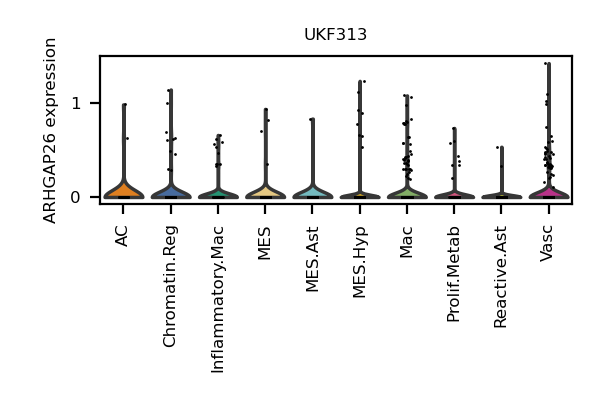 UKF313
ARHGAP26 expression
1
0
AC
Chromatin.Reg
Inflammatory.Mac
MES
MES.Ast
MES.Hyp
Mac
Prolif.Metab
Reactive.Ast
Vasc